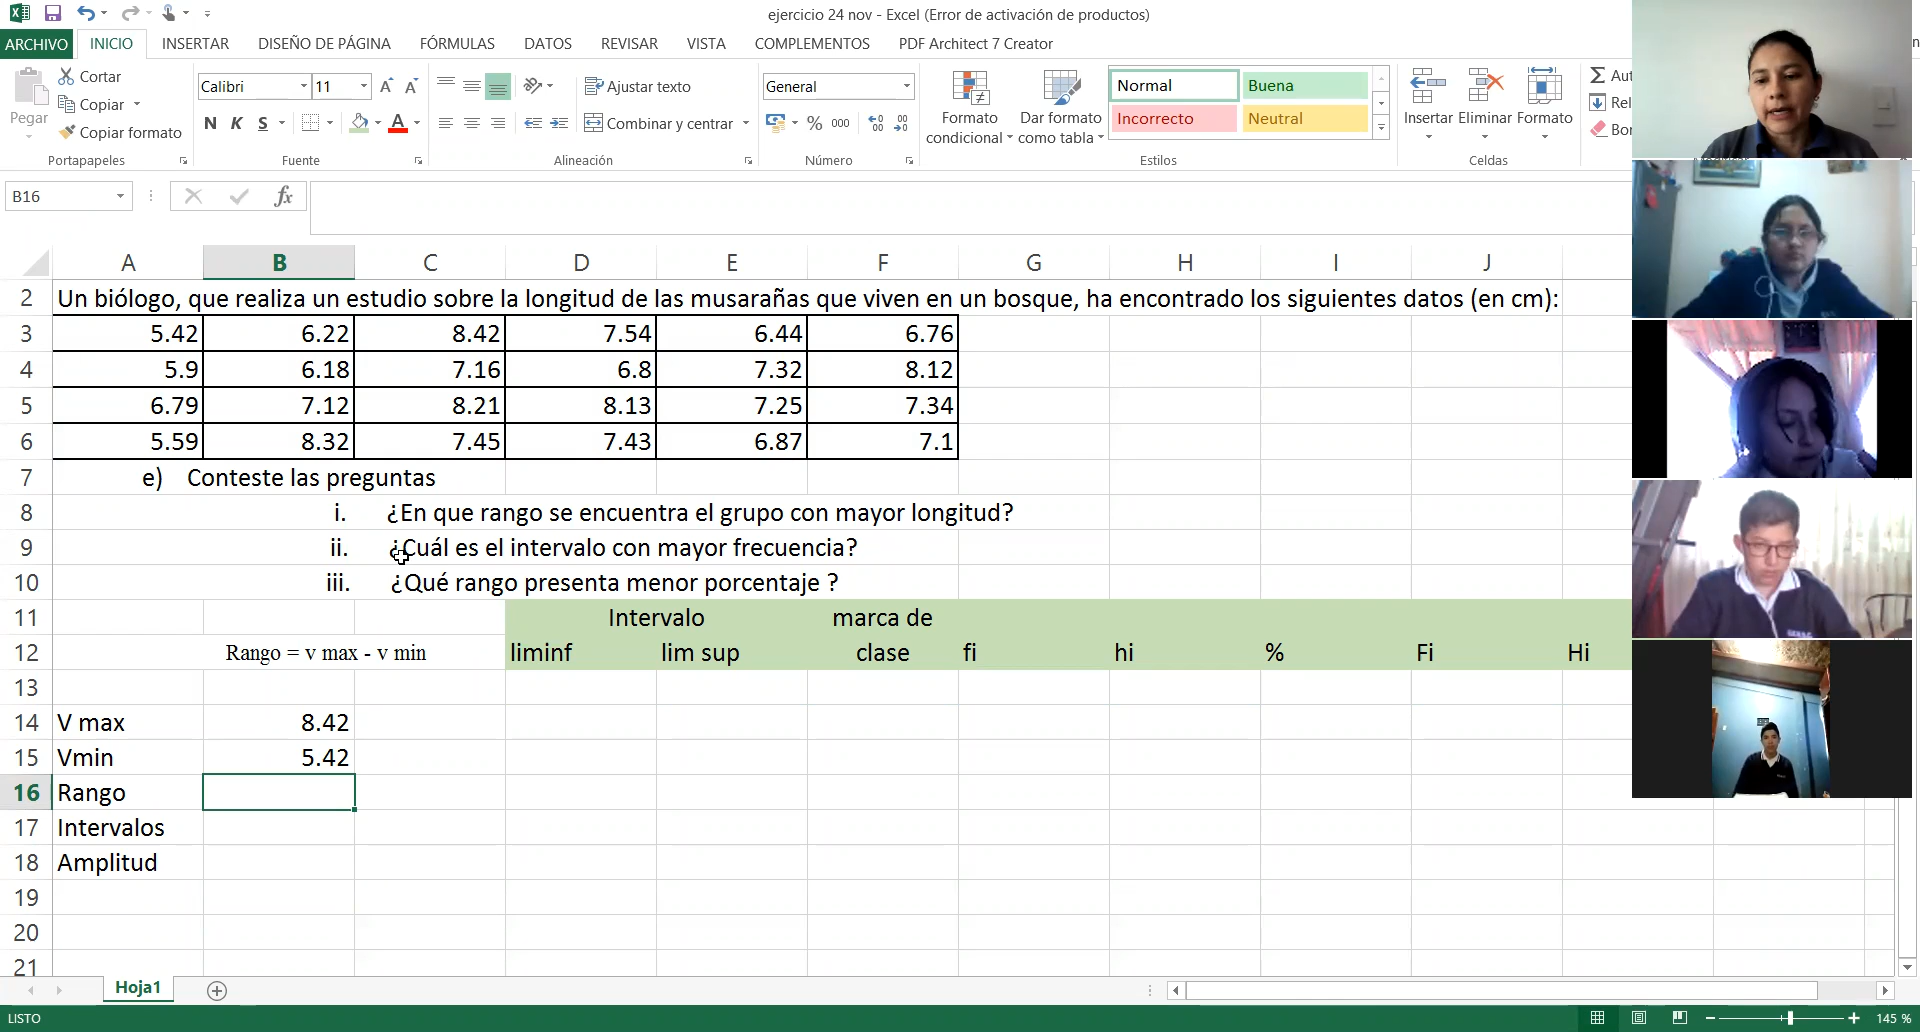 ejercicio 24 nov - Excel (Error de activación de productos)
ARCHIVO INICIO INSERTAR DISEÑO DE PÁGINA FÓRMULAS DATOS REVISAR VISTA COMPLEMENTOS PDF Architect 7 Creator
Pegar
Cortar
Copiar
Copiar formato
Portapapeles
Calibri 11
N K S
Fuente
Ajustar texto
Combinar y centrar
Alineación
General
% 000
Número
Formato condicional
Dar formato como tabla
Normal Buena
Incorrecto Neutral
Estilos
Insertar Eliminar Formato
Celdas
B16
fx
A B C D E F G H I J
2 Un biólogo, que realiza un estudio sobre la longitud de las musarañas que viven en un bosque, ha encontrado los siguientes datos (en cm):
3 5.42 6.22 8.42 7.54 6.44 6.76
4 5.9 6.18 7.16 6.8 7.32 8.12
5 6.79 7.12 8.21 8.13 7.25 7.34
6 5.59 8.32 7.45 7.43 6.87 7.1
7 e) Conteste las preguntas
8 i. ¿En que rango se encuentra el grupo con mayor longitud?
9 ii. ¿Cuál es el intervalo con mayor frecuencia?
10 iii. ¿Qué rango presenta menor porcentaje ?
11 Intervalo marca de
12 Rango = v max - v min liminf lim sup clase fi hi % Fi Hi
13
14 V max 8.42
15 Vmin 5.42
16 Rango
17 Intervalos
18 Amplitud
19
20
21
Hoja1
LISTO
145 %